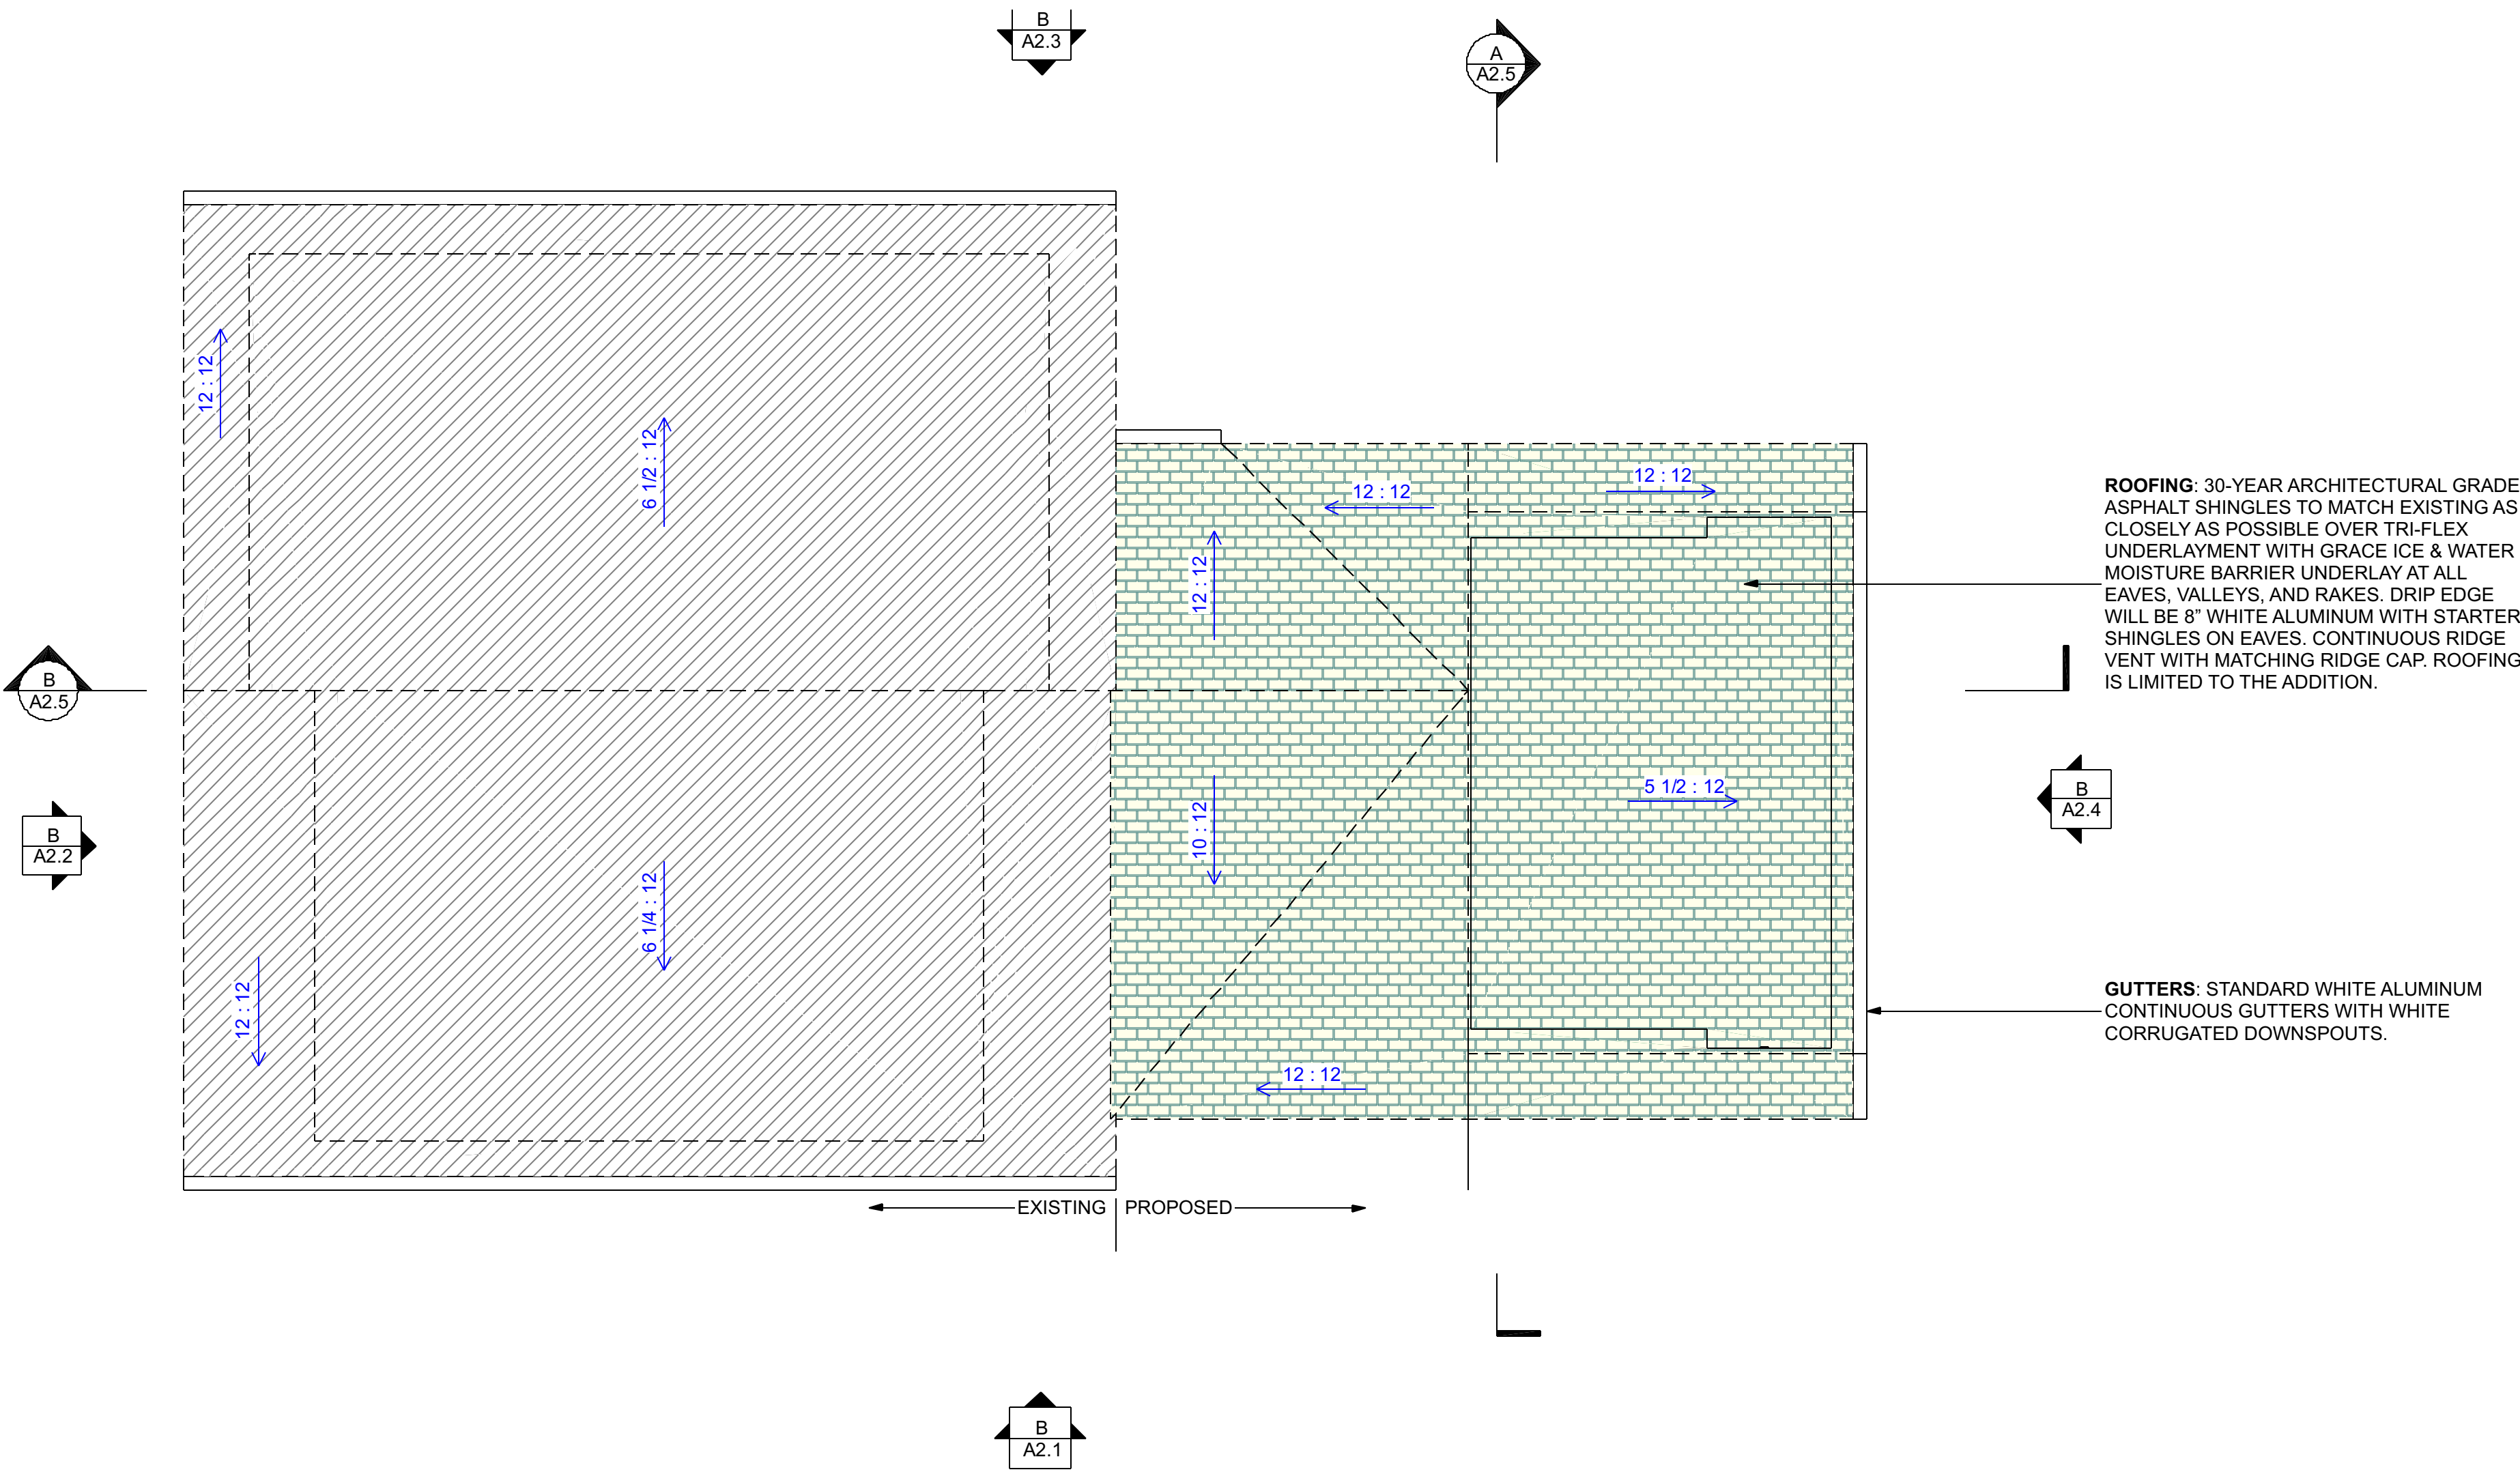 B
A2.3
A
A2.5
12 : 12
6 1/2 : 12
12 : 12
12 : 12
12 : 12
ROOFING: 30-YEAR ARCHITECTURAL GRADE
ASPHALT SHINGLES TO MATCH EXISTING AS
CLOSELY AS POSSIBLE OVER TRI-FLEX
UNDERLAYMENT WITH GRACE ICE & WATER
MOISTURE BARRIER UNDERLAY AT ALL
EAVES, VALLEYS, AND RAKES. DRIP EDGE
WILL BE 8” WHITE ALUMINUM WITH STARTER
SHINGLES ON EAVES. CONTINUOUS RIDGE
VENT WITH MATCHING RIDGE CAP. ROOFING
IS LIMITED TO THE ADDITION.
B
A2.5
B
A2.2
12 : 12
6 1/4 : 12
10 : 12
5 1/2 : 12
12 : 12
B
A2.4
GUTTERS: STANDARD WHITE ALUMINUM
CONTINUOUS GUTTERS WITH WHITE
CORRUGATED DOWNSPOUTS.
EXISTING PROPOSED
B
A2.1